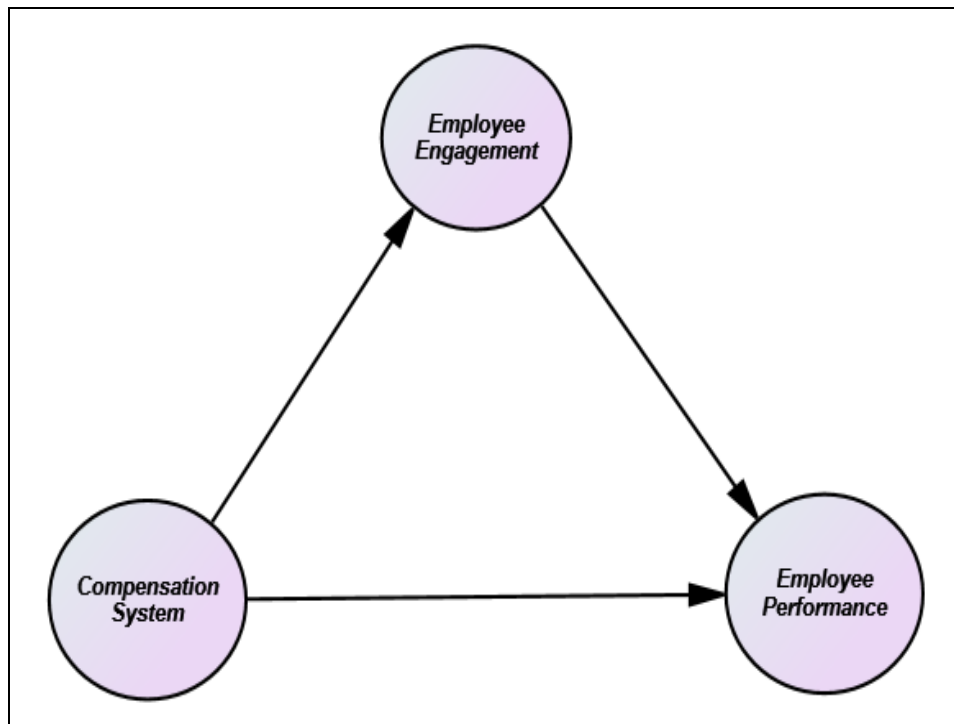 Employee
Engagement
Compensation
System
Employee
Performance